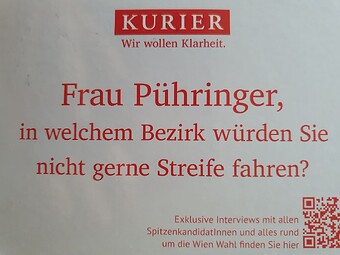 KURIER
Wir wollen Klarheit.
Frau Pühringer,
in welchem Bezirk würden Sie
nicht gerne Streife fahren?
Exklusive Interviews mit allen
SpitzenkandidatInnen und alles rund
um die Wien Wahl finden Sie hier